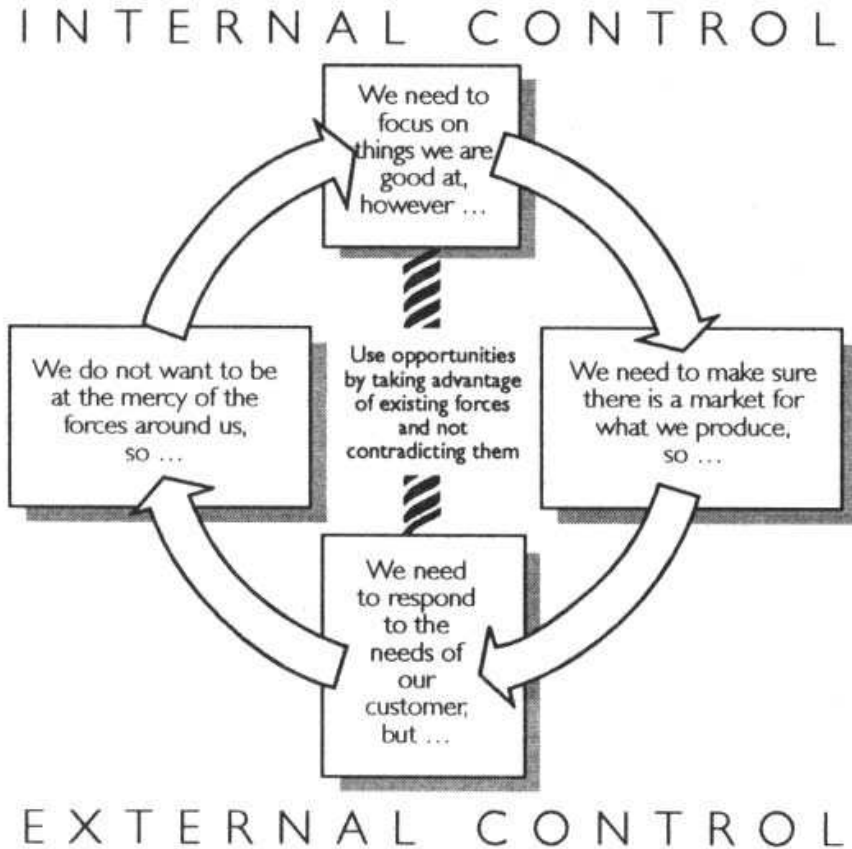 INTERNAL CONTROL
We need to
focus on
things we are
good at,
however ...
We do not want to be
at the mercy of the
forces around us,
so ...
Use opportunities
by taking advantage
of existing forces
and not
contradicting them
We need to make sure
there is a market for
what we produce,
so ...
We need
to respond
to the
needs of
our
customer,
but ...
EXTERNAL CONTROL